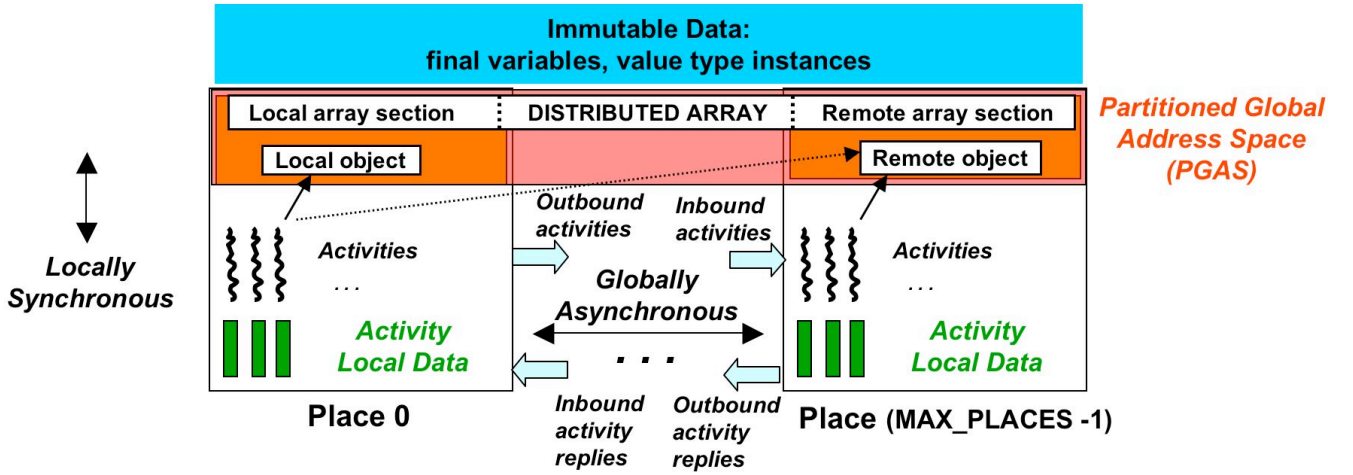 Immutable Data:
final variables, value type instances
Local array section
DISTRIBUTED ARRAY
Remote array section
Partitioned Global
Address Space
(PGAS)
Local object
Remote object
Outbound
activities
Inbound
activities
Locally
Synchronous
Activities
. . .
Globally
Asynchronous
Activities
. . .
Activity
Local Data
. . .
Activity
Local Data
Place 0
Inbound
activity
replies
Outbound
activity
replies
Place (MAX_PLACES -1)